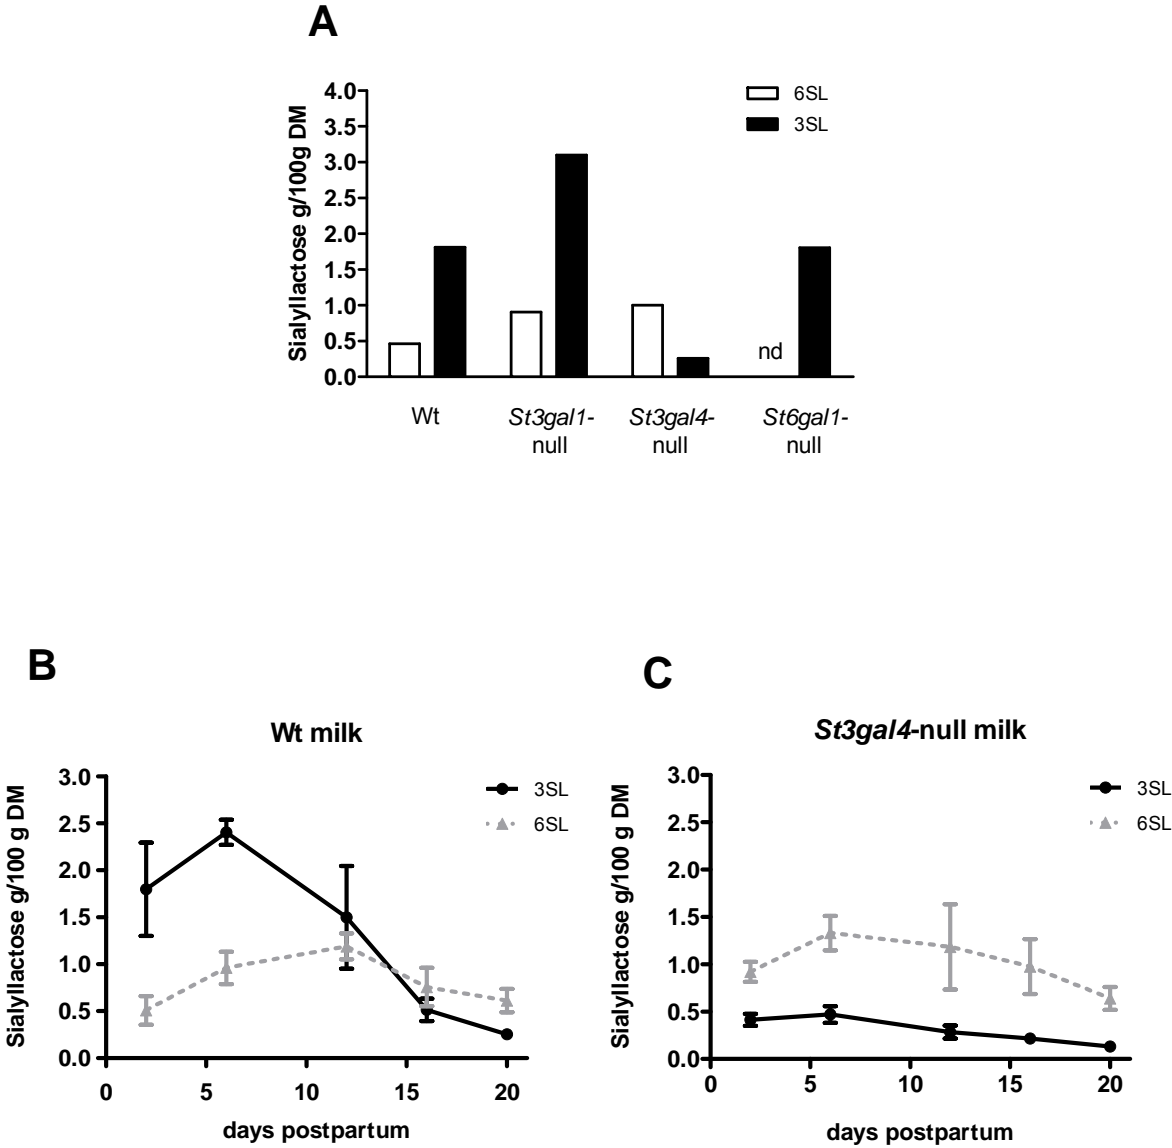 A
Sialyllactose g/100g DM
4.0
3.5
3.0
2.5
2.0
1.5
1.0
0.5
0.0
6SL
3SL
nd
Wt
St3gal1-
null
St3gal4-
null
St6gal1-
null
B
Wt milk
Sialyllactose g/100 g DM
3.0
2.5
2.0
1.5
1.0
0.5
0.0
3SL
6SL
0 5 10 15 20
days postpartum
C
St3gal4-null milk
Sialyllactose g/100 g DM
3.0
2.5
2.0
1.5
1.0
0.5
0.0
3SL
6SL
0 5 10 15 20
days postpartum